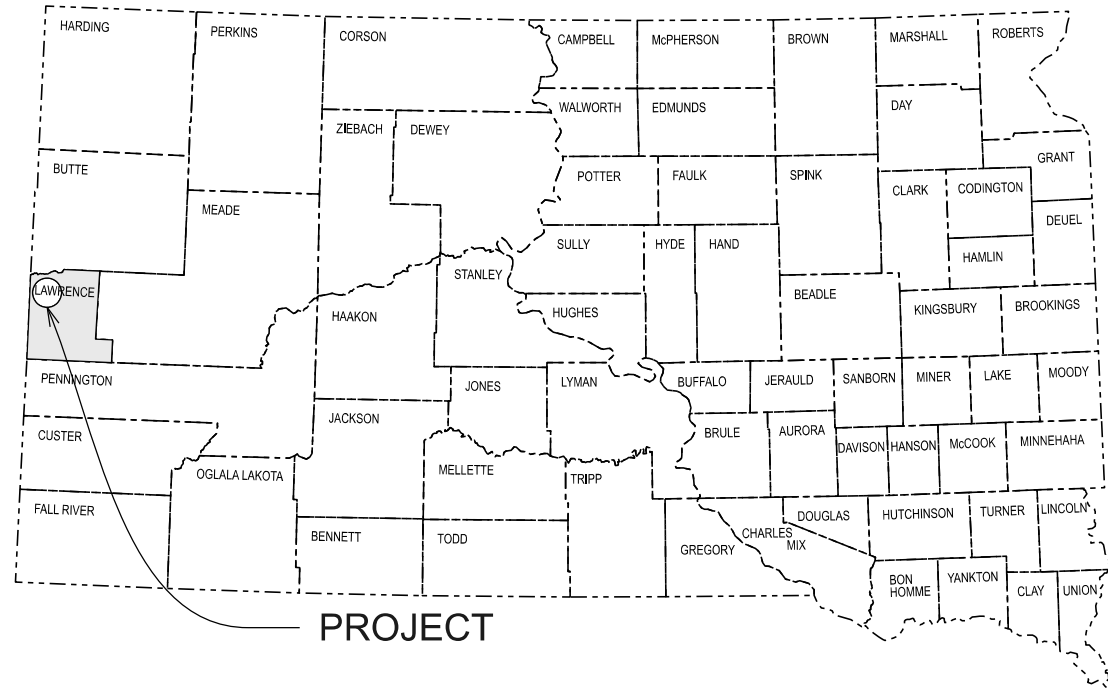 HARDING
PERKINS
CORSON
CAMPBELL
McPHERSON
BROWN
MARSHALL
ROBERTS
WALWORTH
EDMUNDS
DAY
ZIEBACH
DEWEY
GRANT
BUTTE
POTTER
FAULK
SPINK
CLARK
CODINGTON
MEADE
DEUEL
SULLY
HYDE
HAND
HAMLIN
STANLEY
LAWRENCE
BEADLE
KINGSBURY
BROOKINGS
HAAKON
HUGHES
PENNINGTON
JONES
LYMAN
BUFFALO
JERAULD
SANBORN
MINER
LAKE
MOODY
JACKSON
CUSTER
BRULE
AURORA
DAVISON
HANSON
McCOOK
MINNEHAHA
OGLALA LAKOTA
MELLETTE
TRIPP
FALL RIVER
DOUGLAS
HUTCHINSON
TURNER
LINCOLN
BENNETT
TODD
GREGORY
CHARLES
MIX
BON
HOMME
YANKTON
CLAY
UNION
PROJECT